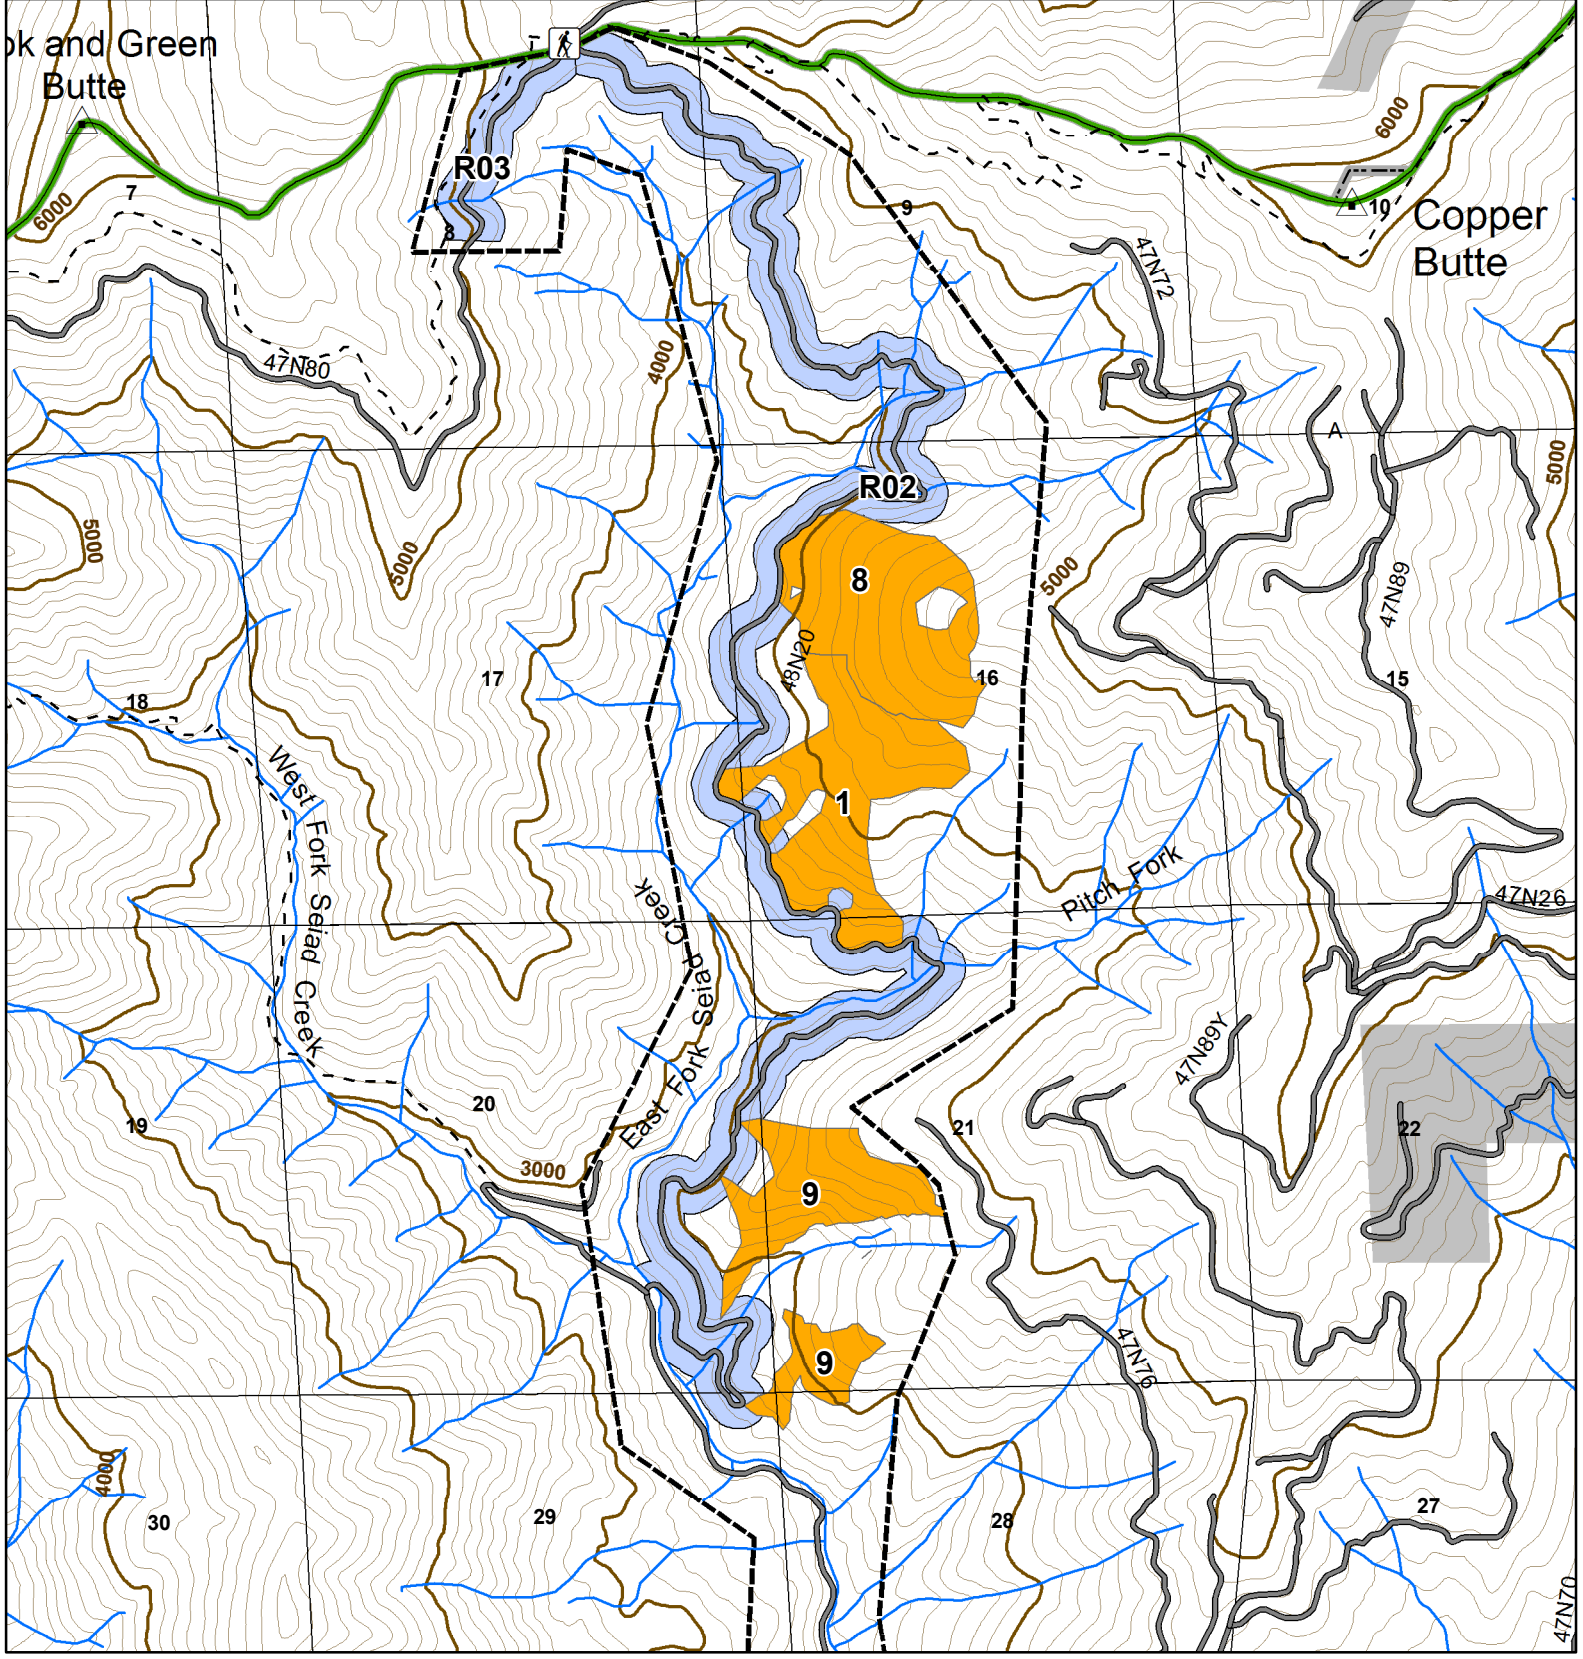 ok and Green
Butte
R03
6000
7
8
9
6000
10
Copper
Butte
47N72
47N80
4000
A
5000
R02
5000
5000
8
5000
47N89
48N20
17
16
15
18
West Fork Seiad Creek
1
Pitch Fork
47N26
East Fork Seiad Creek
47N89Y
19
20
21
22
3000
9
9
47N76
4000
30
29
28
27
47N70